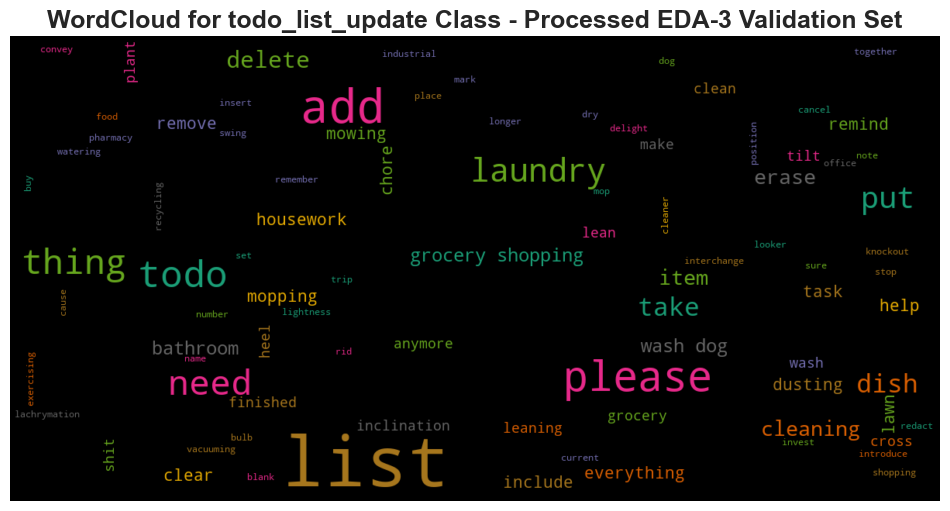 WordCloud for todo_list_update Class - Processed EDA-3 Validation Set
convey
plant
delete
industrial
together
dog
mark
clean
add
place
insert
food
remove
swing
pharmacy
watering
mowing
longer
dry
delight
cancel
remind
make
position
tilt
note
office
chore
laundry
erase
put
buy
recycling
remember
mop
housework
cleaner
lean
thing
todo
set
grocery shopping
looker
knockout
interchange
sure
stop
item
trip
cause
mopping
lightness
number
take
task
help
heel
bathroom
name
rid
anymore
wash dog
wash
exercising
need
please
dusting
dish
finished
lachrymation
grocery
lawn
inclination
leaning
cleaning
redact
shit
bulb
vacuuming
list
current
invest
cross
introduce
clear
blank
include
everything
shopping